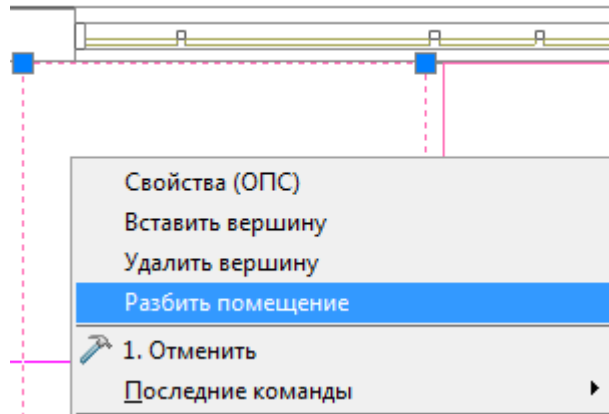 Свойства (ОПС)
Вставить вершину
Удалить вершину
Разбить помещение
1. Отменить
Последние команды